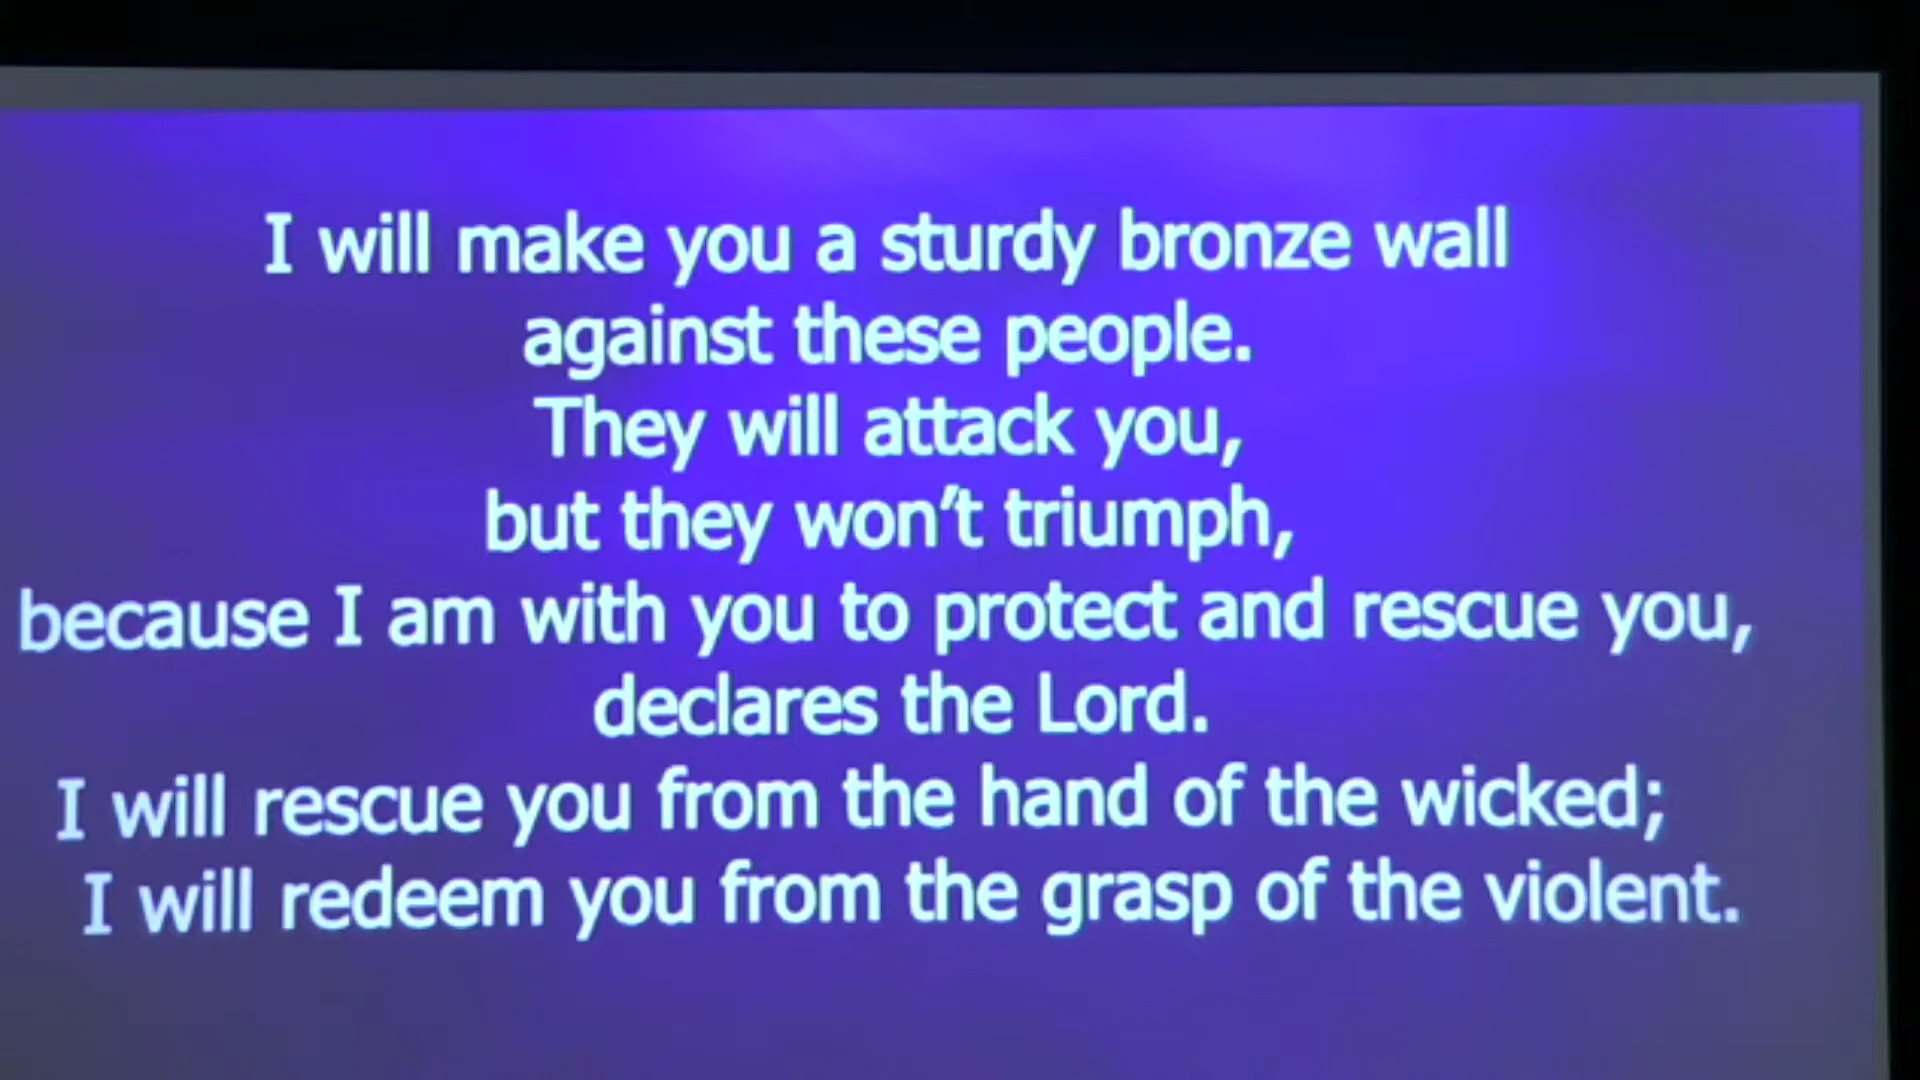 I will make you a sturdy bronze wall
against these people.
They will attack you,
but they won’t triumph,
because I am with you to protect and rescue you,
declares the Lord.
I will rescue you from the hand of the wicked;
I will redeem you from the grasp of the violent.